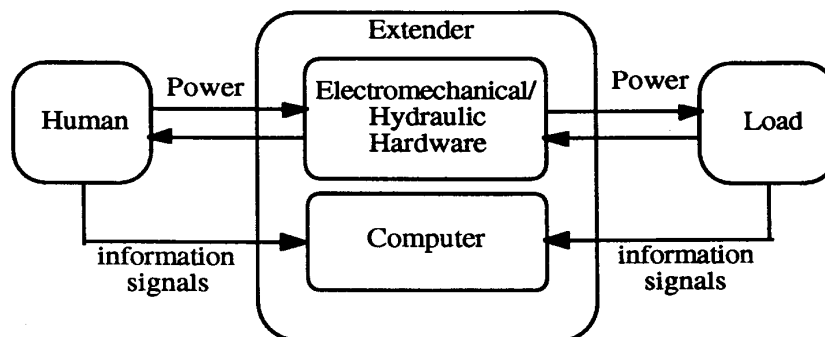 Extender
Power
Power
Electromechanical/
Hydraulic
Hardware
Human
Load
Computer
information
signals
information
signals